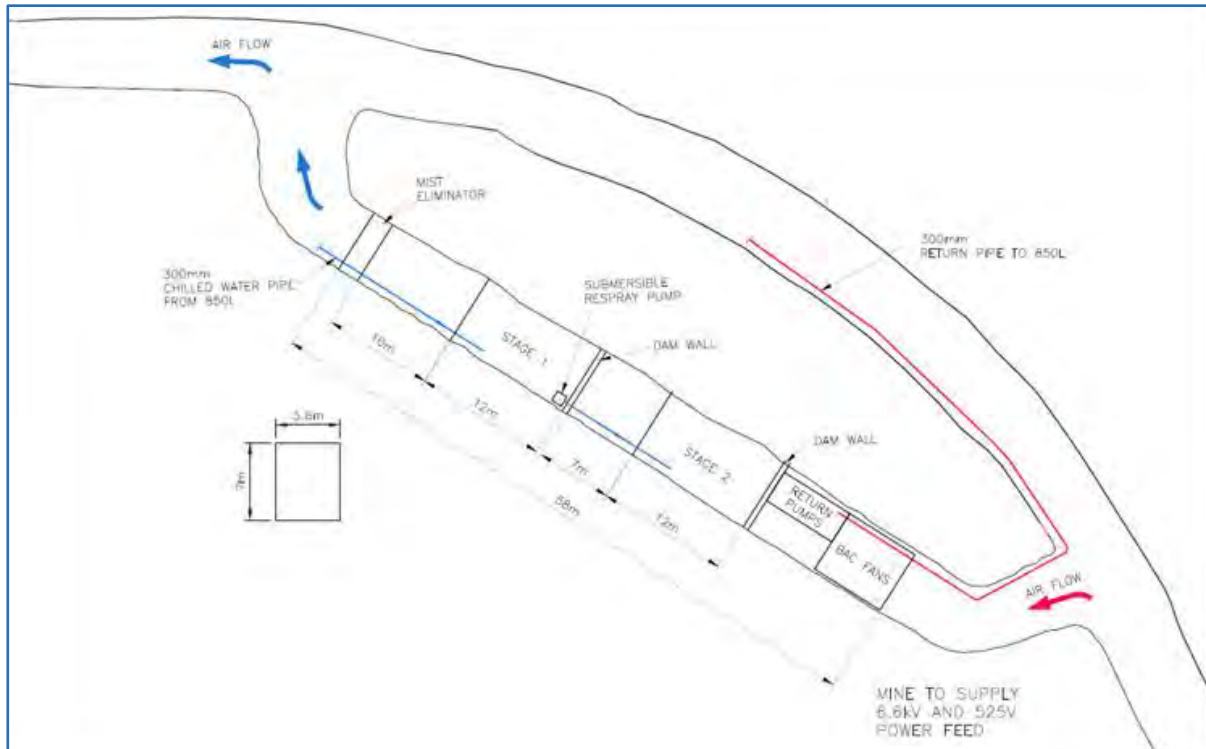 AIR FLOW
MIST
ELIMINATOR
300mm
RETURN PIPE TO 850L
300mm
CHILLED WATER PIPE
FROM 850L
SUBMERSIBLE
RESPRAY PUMP
DAM WALL
STAGE 1
12m
7m
58m
STAGE 2
12m
DAM WALL
5.8m
7m
RETURN
PUMPS
BAC FANS
AIR FLOW
MINE TO SUPPLY
6.6kV AND 525V
POWER FEED